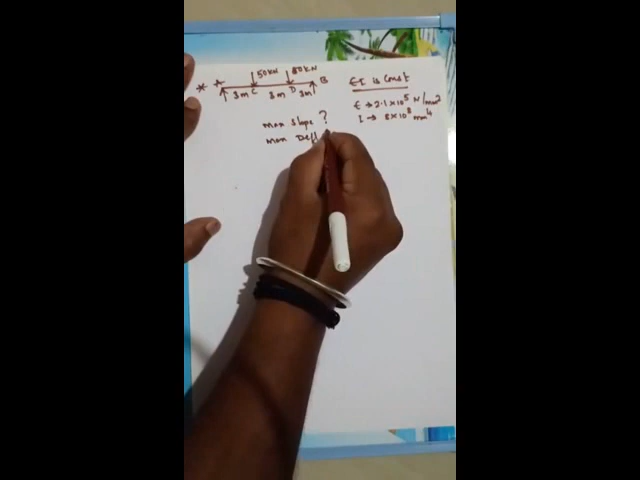 50KN 80KN
* A B
3m C 3m D 3m
EI is Const
E → 2.1 × 10⁵ N/mm²
I → 8×10⁸ mm⁴
max Slope ?
max Defl